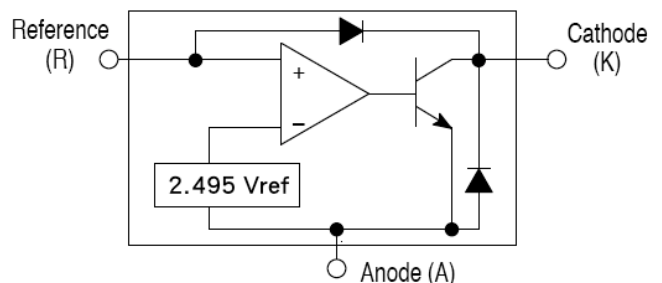 Reference
(R)
Cathode
(K)
+
−
2.495 Vref
Anode (A)